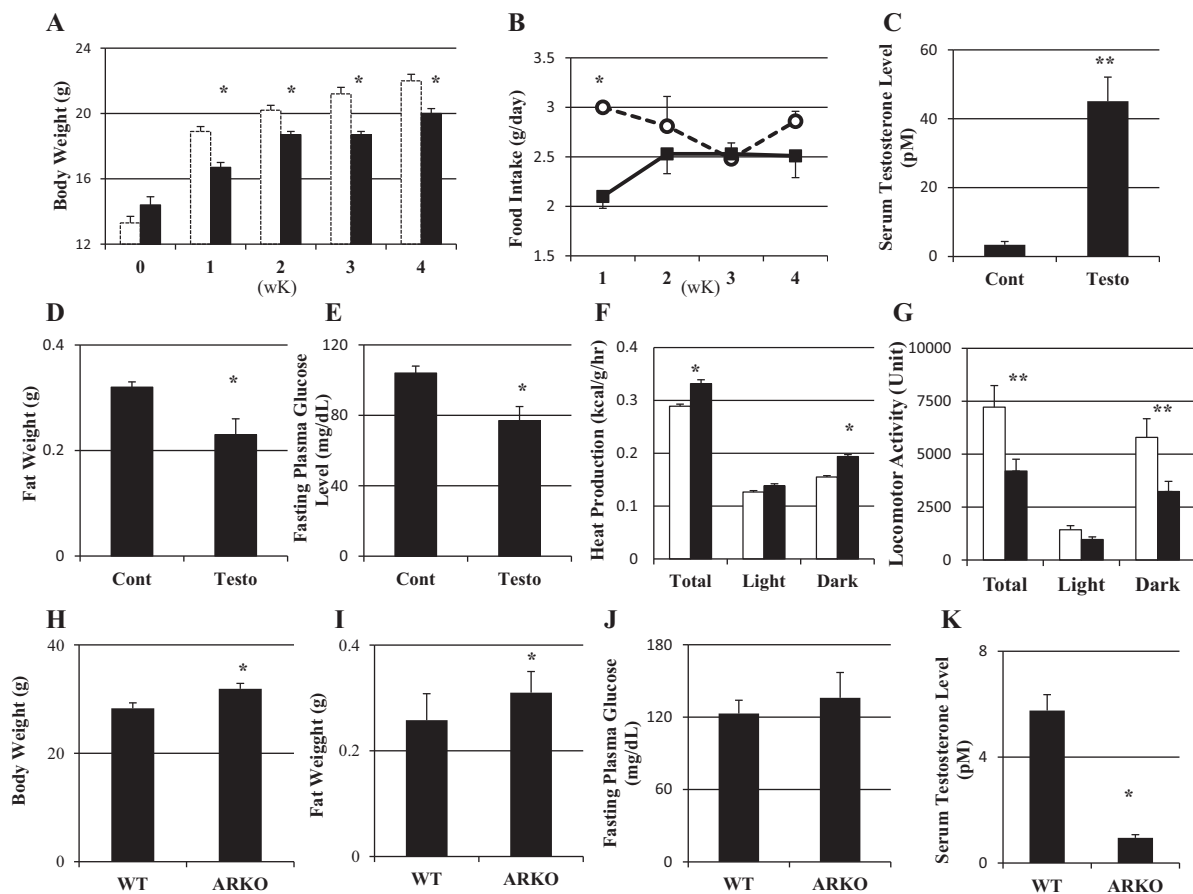 A
Body Weight (g)
24
20
16
12
*
*
*
*
0
1
2
3
4
(wK)
B
Food Intake (g/day)
3.5
3
2.5
2
1.5
*
1
2
3
4
(wK)
C
Serum Testosterone Level
(pM)
60
40
20
0
**
Cont
Testo
D
Fat Weight (g)
0.4
0.2
0
*
Cont
Testo
E
Fasting Plasma Glucose
Level (mg/dL)
120
80
40
0
*
Cont
Testo
F
Heat Production (kcal/g/hr)
0.4
0.3
0.2
0.1
0
*
*
Total
Light
Dark
G
Locomotor Activity (Unit)
10000
7500
5000
2500
0
**
**
Total
Light
Dark
H
Body Weight (g)
40
20
0
*
WT
ARKO
I
Fat Weigght (g)
0.4
0.2
0
*
WT
ARKO
J
Fasting Plasma Glucose
(mg/dL)
180
120
60
0
WT
ARKO
K
Serum Testosterone Level
(pM)
6
4
0
*
WT
ARKO